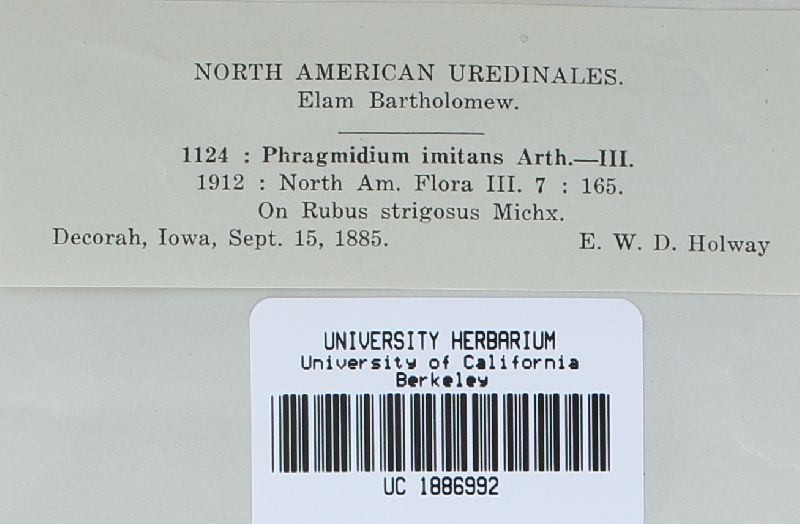 NORTH AMERICAN UREDINALES.
Elam Bartholomew.
1124 : Phragmidium imitans Arth.—III.
1912 : North Am. Flora III. 7 : 165.
On Rubus strigosus Michx.
Decorah, Iowa, Sept. 15, 1885. E. W. D. Holway
UNIVERSITY HERBARIUM
University of California
Berkeley
UC 1886992